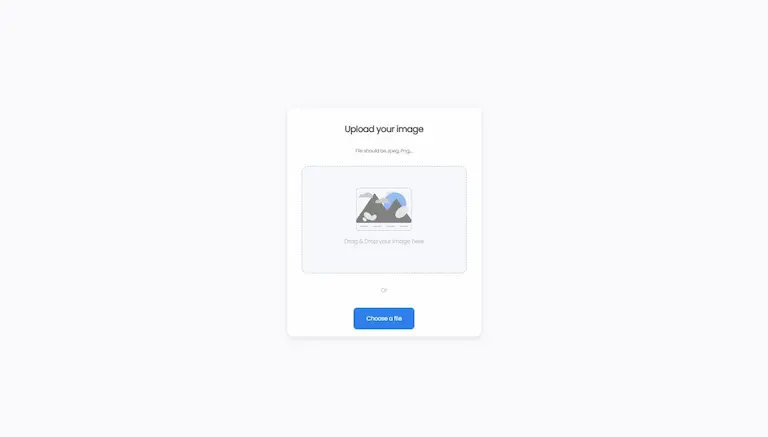 Upload your image
File should be Jpeg, Png,...
Drag & Drop your image here
Or
Choose a file